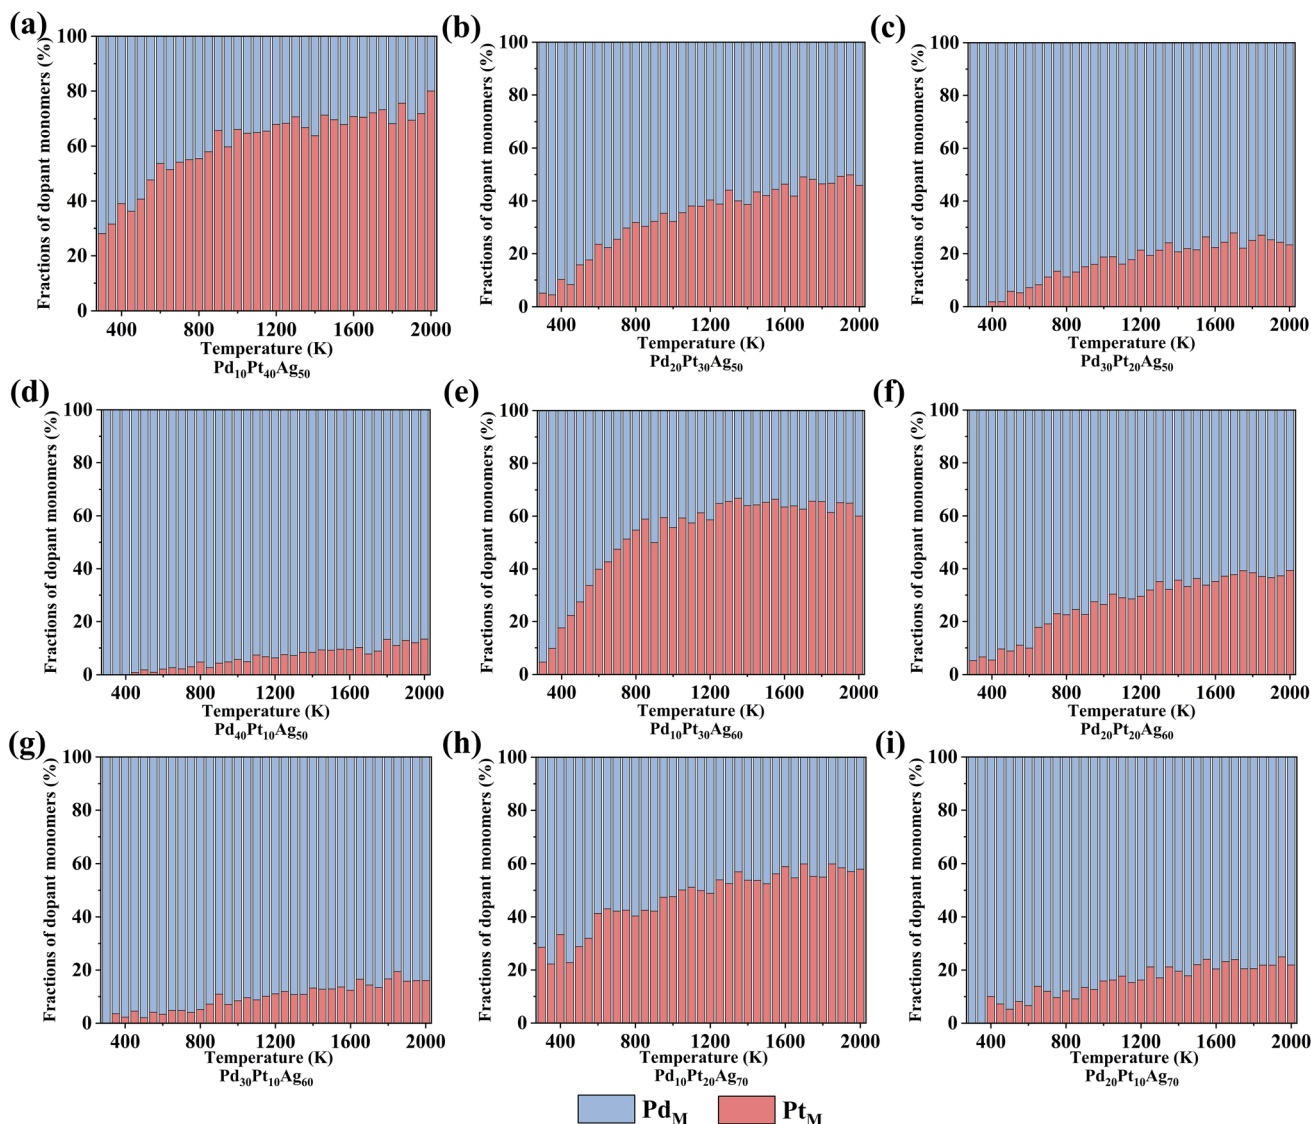 (a)
Fractions of dopant monomers (%)
100
80
60
40
20
0
400 800 1200 1600 2000
Temperature (K)
Pd₁₀Pt₄₀Ag₅₀
(b)
Fractions of dopant monomers (%)
100
80
60
40
20
0
400 800 1200 1600 2000
Temperature (K)
Pd₂₀Pt₃₀Ag₅₀
(c)
Fractions of dopant monomers (%)
100
80
60
40
20
0
400 800 1200 1600 2000
Temperature (K)
Pd₃₀Pt₂₀Ag₅₀
(d)
Fractions of dopant monomers (%)
100
80
60
40
20
0
400 800 1200 1600 2000
Temperature (K)
Pd₄₀Pt₁₀Ag₅₀
(e)
Fractions of dopant monomers (%)
100
80
60
40
20
0
400 800 1200 1600 2000
Temperature (K)
Pd₁₀Pt₃₀Ag₆₀
(f)
Fractions of dopant monomers (%)
100
80
60
40
20
0
400 800 1200 1600 2000
Temperature (K)
Pd₂₀Pt₂₀Ag₆₀
(g)
Fractions of dopant monomers (%)
100
80
60
40
20
0
400 800 1200 1600 2000
Temperature (K)
Pd₃₀Pt₁₀Ag₆₀
(h)
Fractions of dopant monomers (%)
100
80
60
40
20
0
400 800 1200 1600 2000
Temperature (K)
Pd₁₀Pt₂₀Ag₇₀
(i)
Fractions of dopant monomers (%)
100
80
60
40
20
0
400 800 1200 1600 2000
Temperature (K)
Pd₂₀Pt₁₀Ag₇₀
Pd_M Pt_M